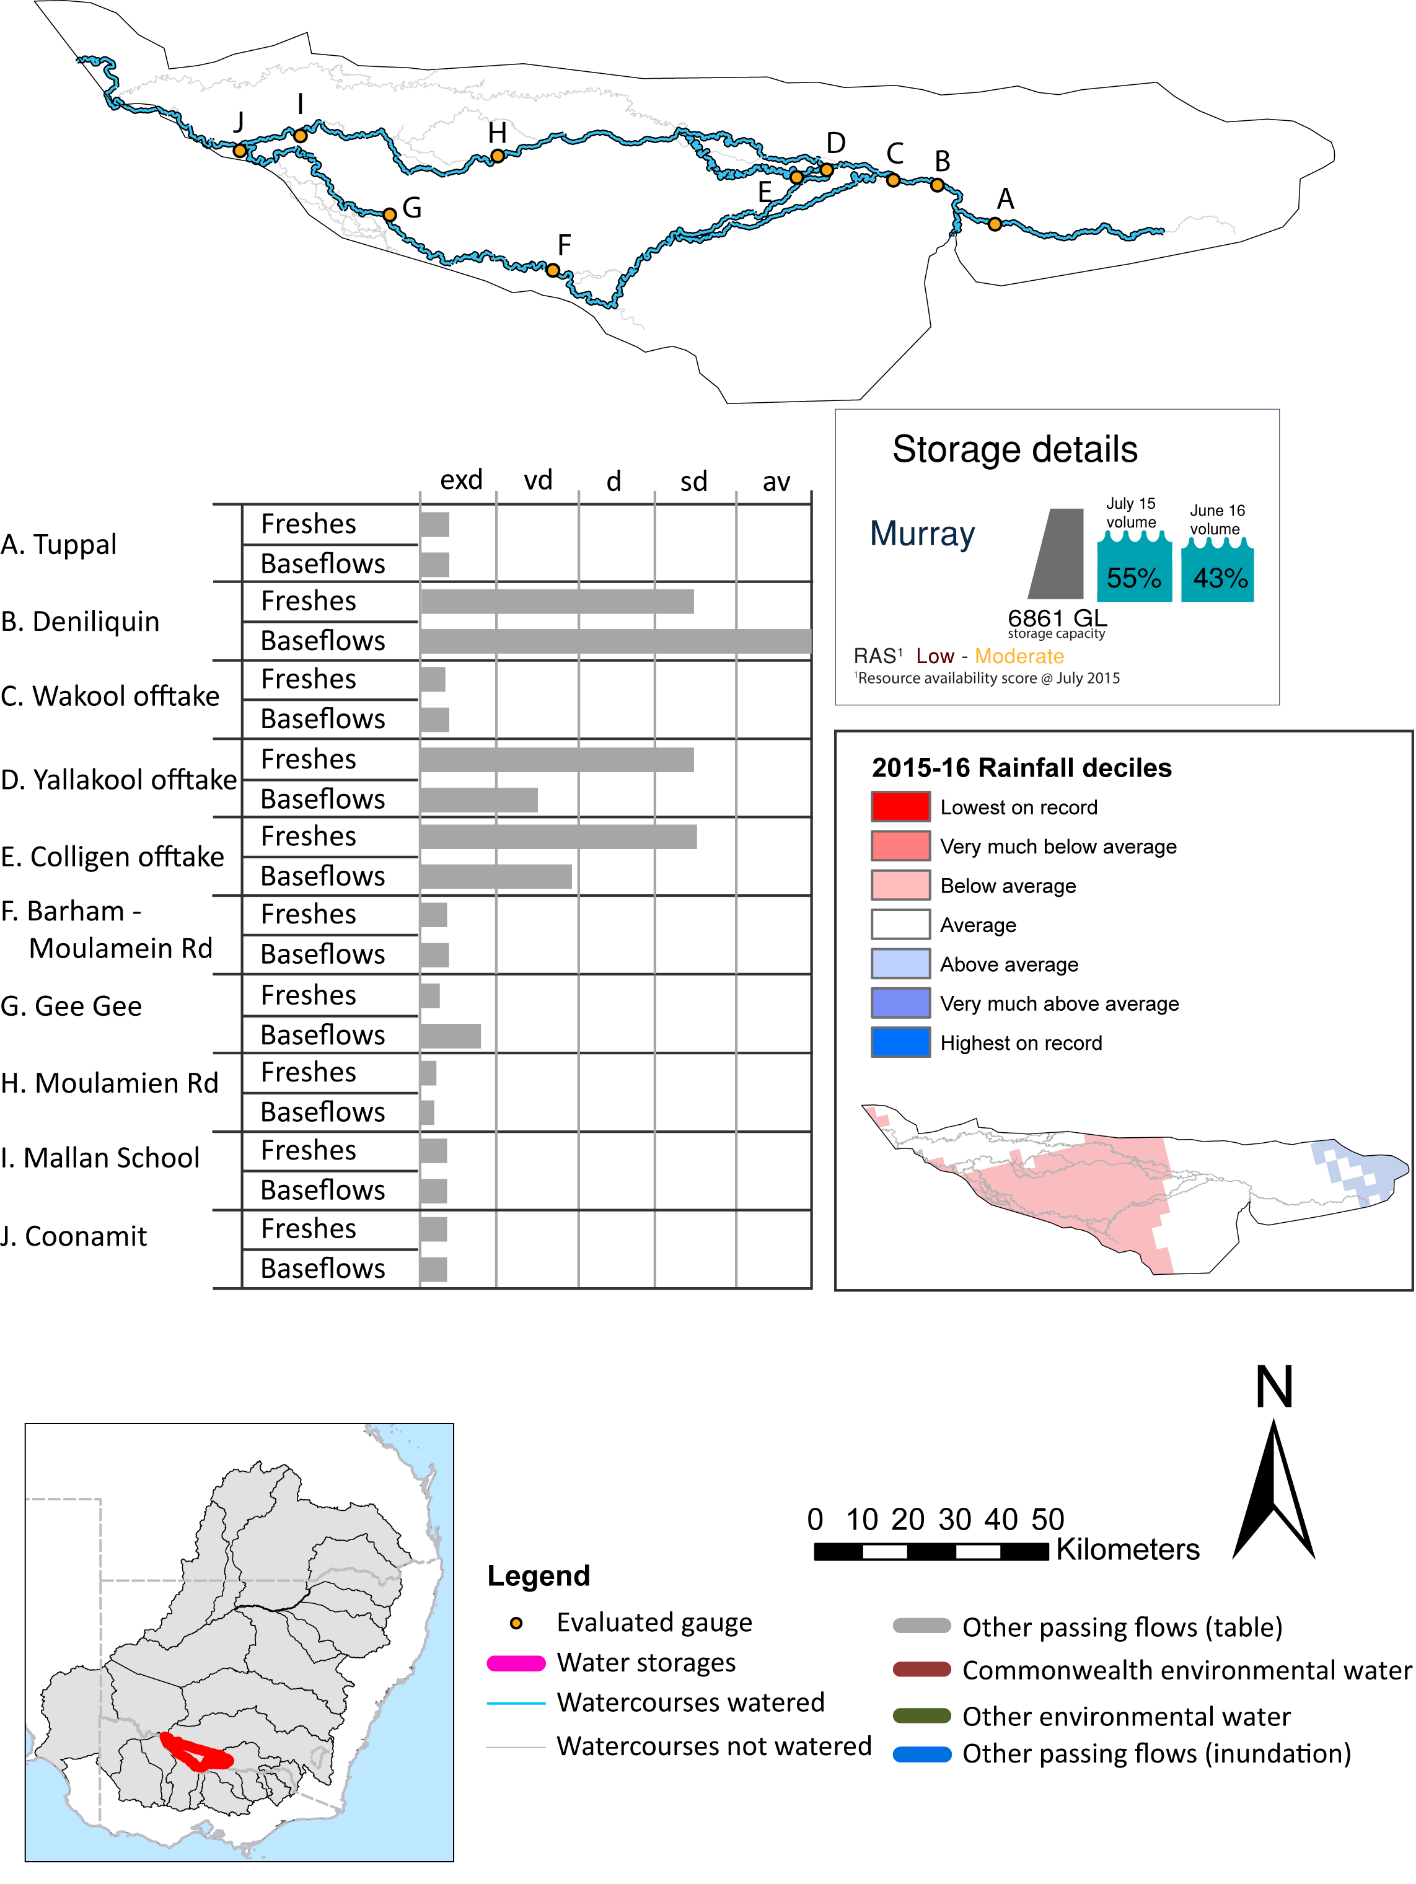 J
I
H
G
F
E
D
C
B
A
exd vd d sd av
A. Tuppal
Freshes
Baseflows
B. Deniliquin
Freshes
Baseflows
C. Wakool offtake
Freshes
Baseflows
D. Yallakool offtake
Freshes
Baseflows
E. Colligen offtake
Freshes
Baseflows
F. Barham -
Moulamein Rd
Freshes
Baseflows
G. Gee Gee
Freshes
Baseflows
H. Moulamien Rd
Freshes
Baseflows
I. Mallan School
Freshes
Baseflows
J. Coonamit
Freshes
Baseflows
Storage details
Murray
6861 GL
storage capacity
July 15
volume
55%
June 16
volume
43%
RAS¹ Low - Moderate
¹Resource availability score @ July 2015
2015-16 Rainfall deciles
Lowest on record
Very much below average
Below average
Average
Above average
Very much above average
Highest on record
N
0 10 20 30 40 50
Kilometers
Legend
Evaluated gauge
Water storages
Watercourses watered
Watercourses not watered
Other passing flows (table)
Commonwealth environmental water
Other environmental water
Other passing flows (inundation)